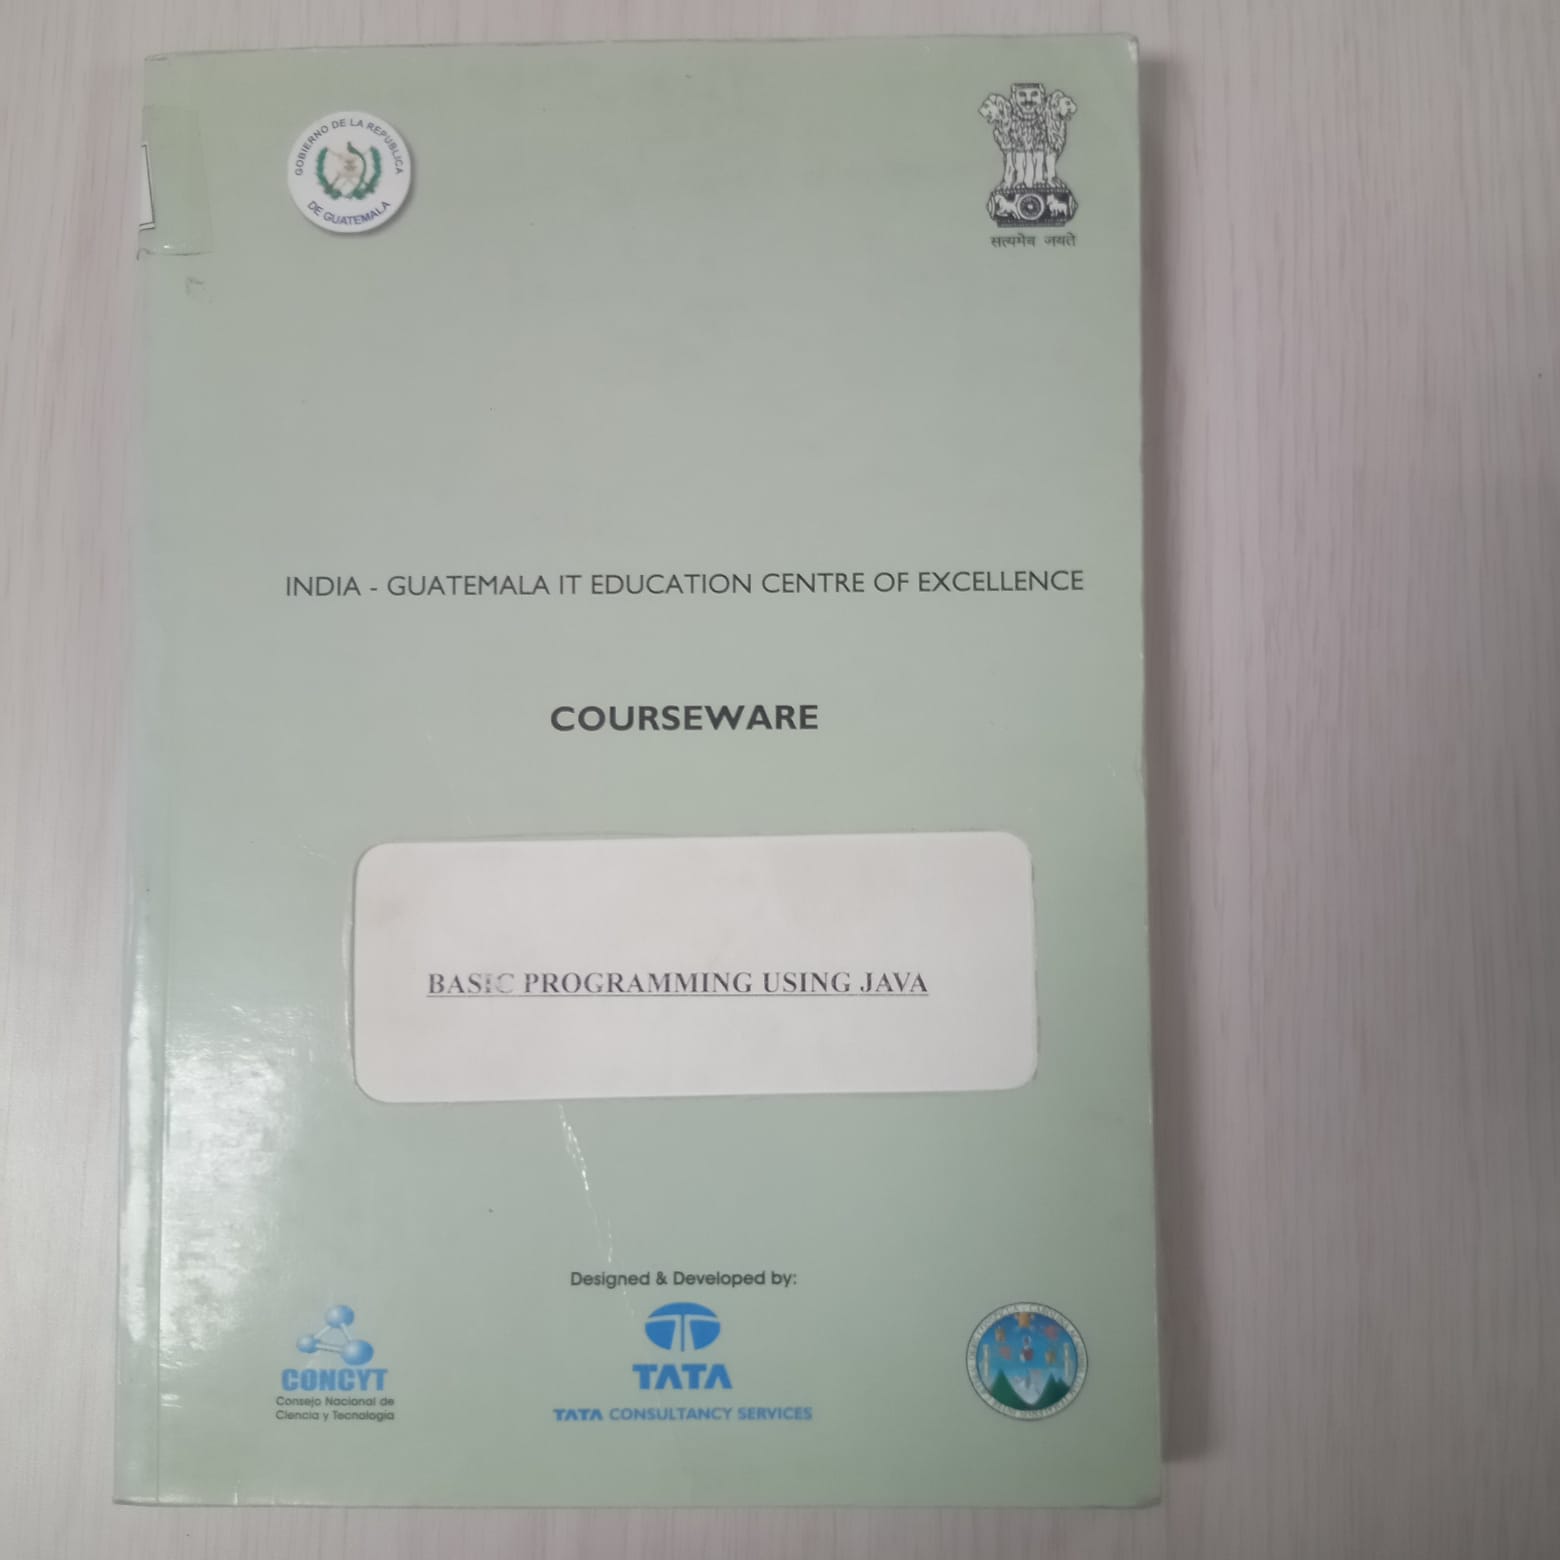 GOBIERNO DE LA REPUBLICA
DE GUATEMALA
सत्यमेव जयते
INDIA - GUATEMALA IT EDUCATION CENTRE OF EXCELLENCE
COURSEWARE
BASIC PROGRAMMING USING JAVA
Designed & Developed by:
CONCYT
Consejo Nacional de
Ciencia y Tecnología
TATA
TATA CONSULTANCY SERVICES